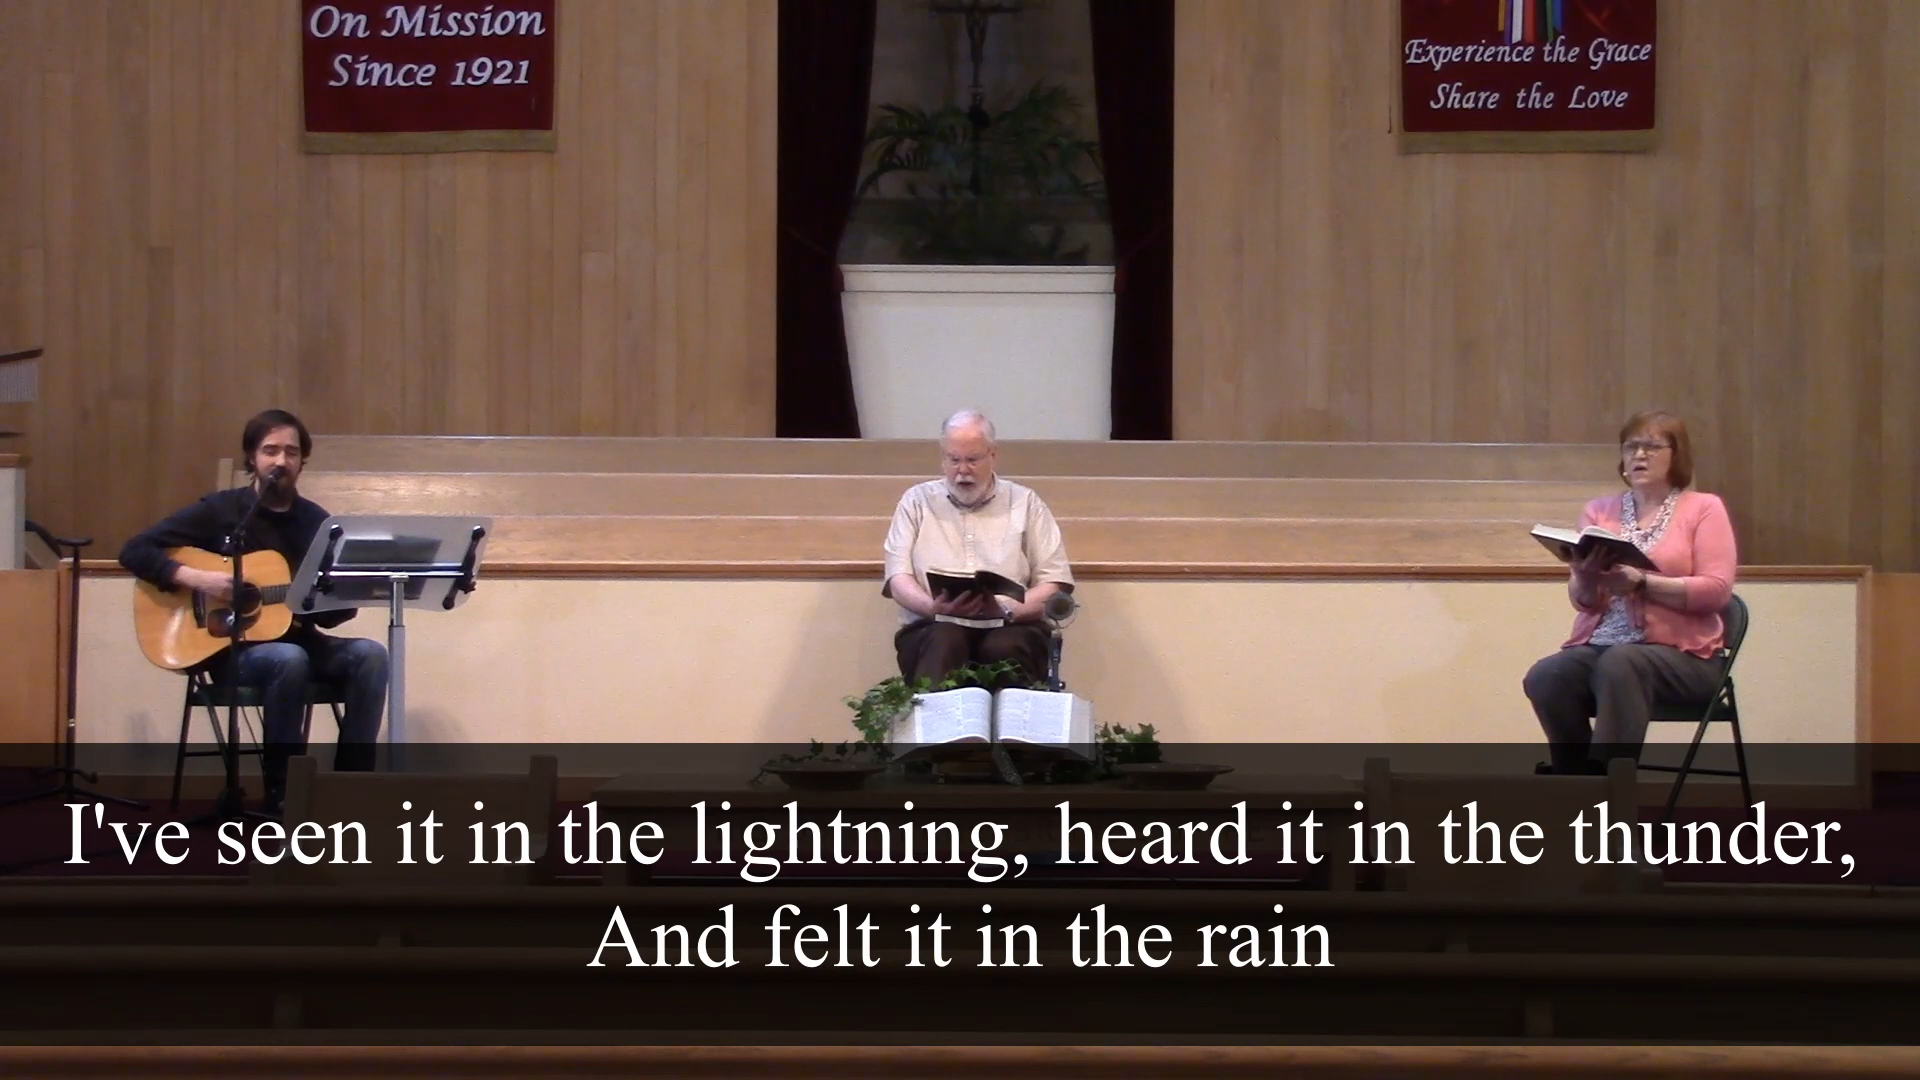 On Mission
Since 1921
Experience the Grace
Share the Love
I've seen it in the lightning, heard it in the thunder,
And felt it in the rain